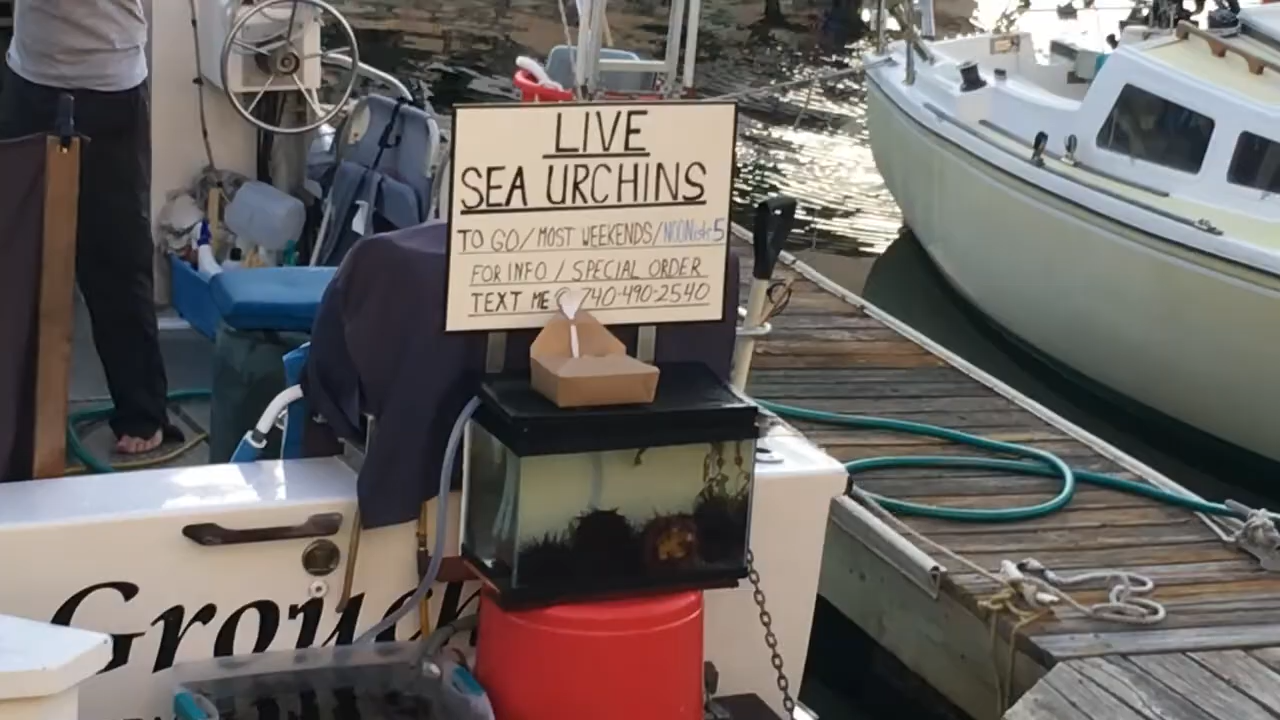 LIVE
SEA URCHINS
TO GO/MOST WEEKENDS/NOON 5
FOR INFO / SPECIAL ORDER
TEXT ME @ 740-490-2540
Grouch